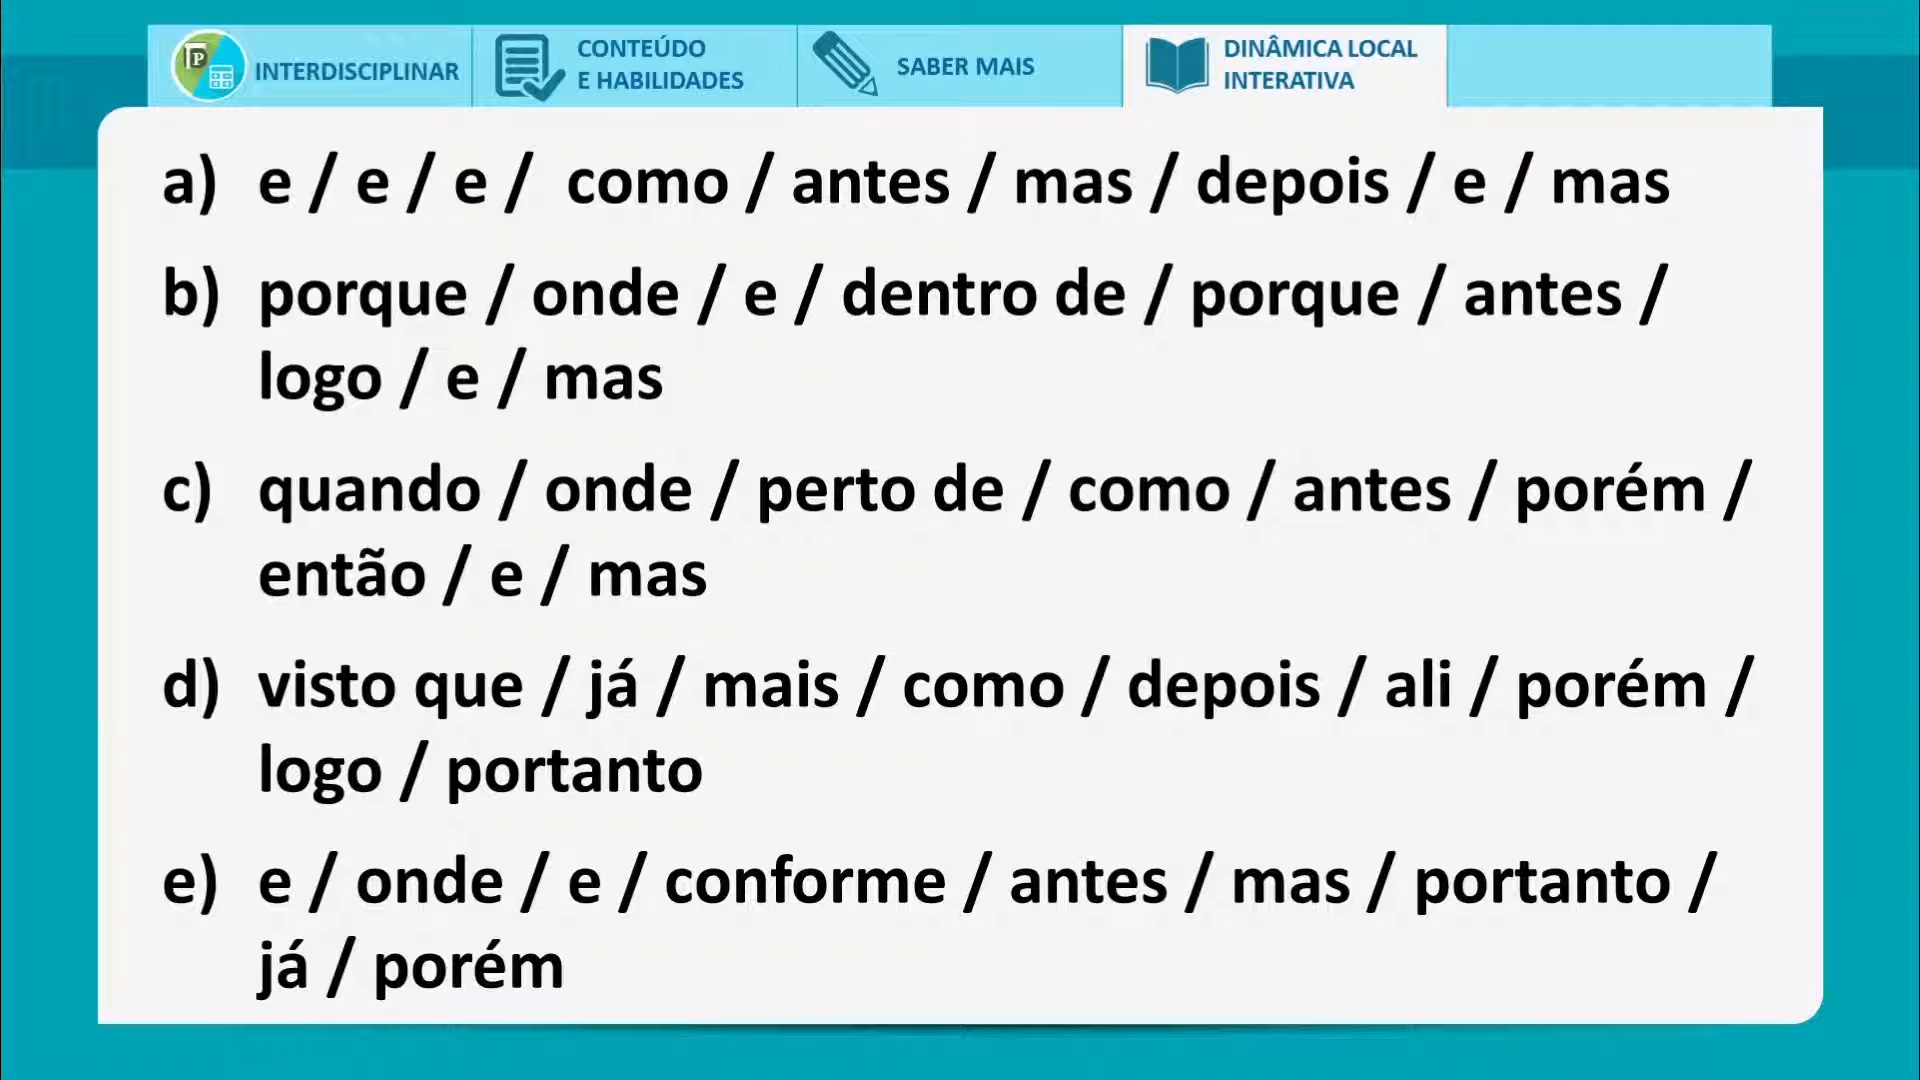 P INTERDISCIPLINAR
CONTEÚDO
E HABILIDADES
SABER MAIS
DINÂMICA LOCAL
INTERATIVA
a) e / e / e / como / antes / mas / depois / e / mas
b) porque / onde / e / dentro de / porque / antes /
logo / e / mas
c) quando / onde / perto de / como / antes / porém /
então / e / mas
d) visto que / já / mais / como / depois / ali / porém /
logo / portanto
e) e / onde / e / conforme / antes / mas / portanto /
já / porém